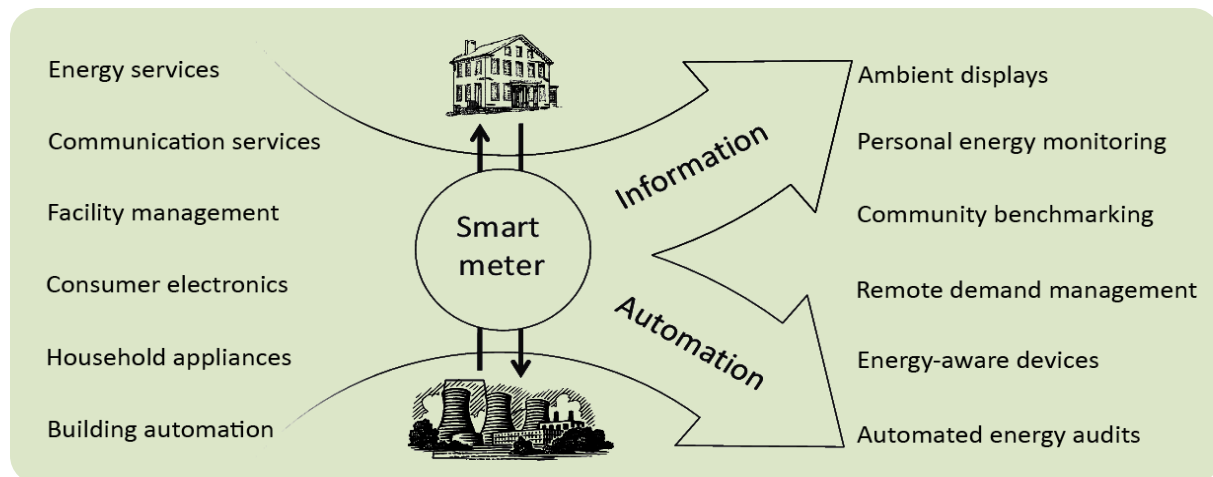 Energy services
Communication services
Facility management
Consumer electronics
Household appliances
Building automation
Smart
meter
Information
Automation
Ambient displays
Personal energy monitoring
Community benchmarking
Remote demand management
Energy-aware devices
Automated energy audits